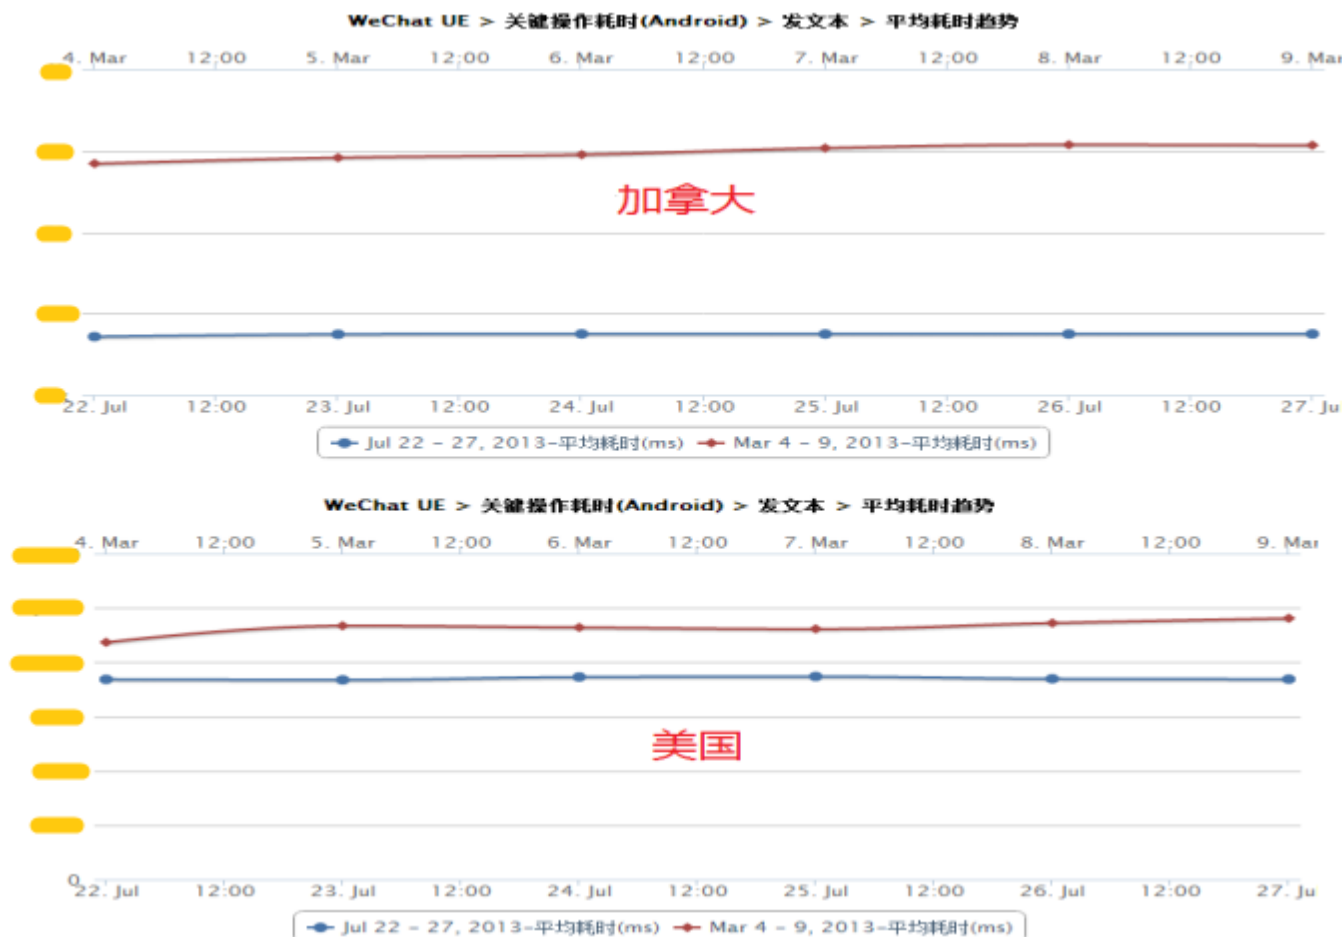 WeChat UE > 关键操作耗时(Android) > 发文本 > 平均耗时趋势
4. Mar 12:00 5. Mar 12:00 6. Mar 12:00 7. Mar 12:00 8. Mar 12:00 9. Mar
加拿大
22. Jul 12:00 23. Jul 12:00 24. Jul 12:00 25. Jul 12:00 26. Jul 12:00 27. Ju
Jul 22 - 27, 2013-平均耗时(ms) Mar 4 - 9, 2013-平均耗时(ms)
WeChat UE > 关键操作耗时(Android) > 发文本 > 平均耗时趋势
4. Mar 12:00 5. Mar 12:00 6. Mar 12:00 7. Mar 12:00 8. Mar 12:00 9. Mar
美国
0
22. Jul 12:00 23. Jul 12:00 24. Jul 12:00 25. Jul 12:00 26. Jul 12:00 27. Ju
Jul 22 - 27, 2013-平均耗时(ms) Mar 4 - 9, 2013-平均耗时(ms)